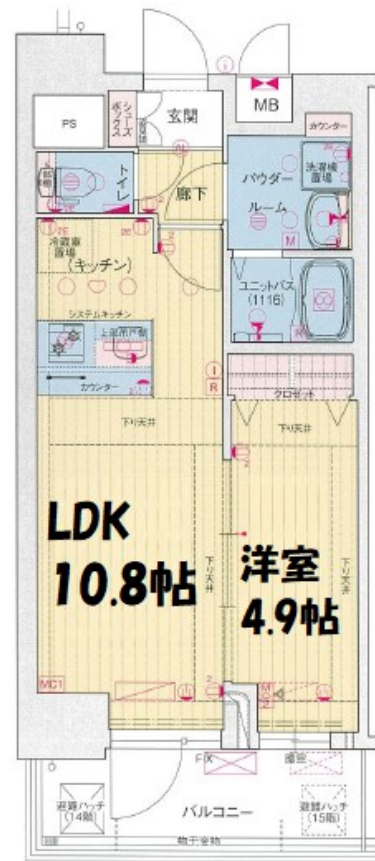 PS
シューズ
ボックス
玄関
MB
カウンター
トイレ
廊下
パウダー
ルーム
洗濯機
置場
M
冷蔵庫
置場
(キッチン)
2E
2E
システムキッチン
上部吊戸棚
カウンター
ユニットバス
(1116)
R
I
R
クロゼット
下り天井
下り天井
LDK
10.8帖
下り天井
洋室
4.9帖
下り天井
MC1
避難ハッチ
(14階)
バルコニー
避難ハッチ
(15階)
物干金物